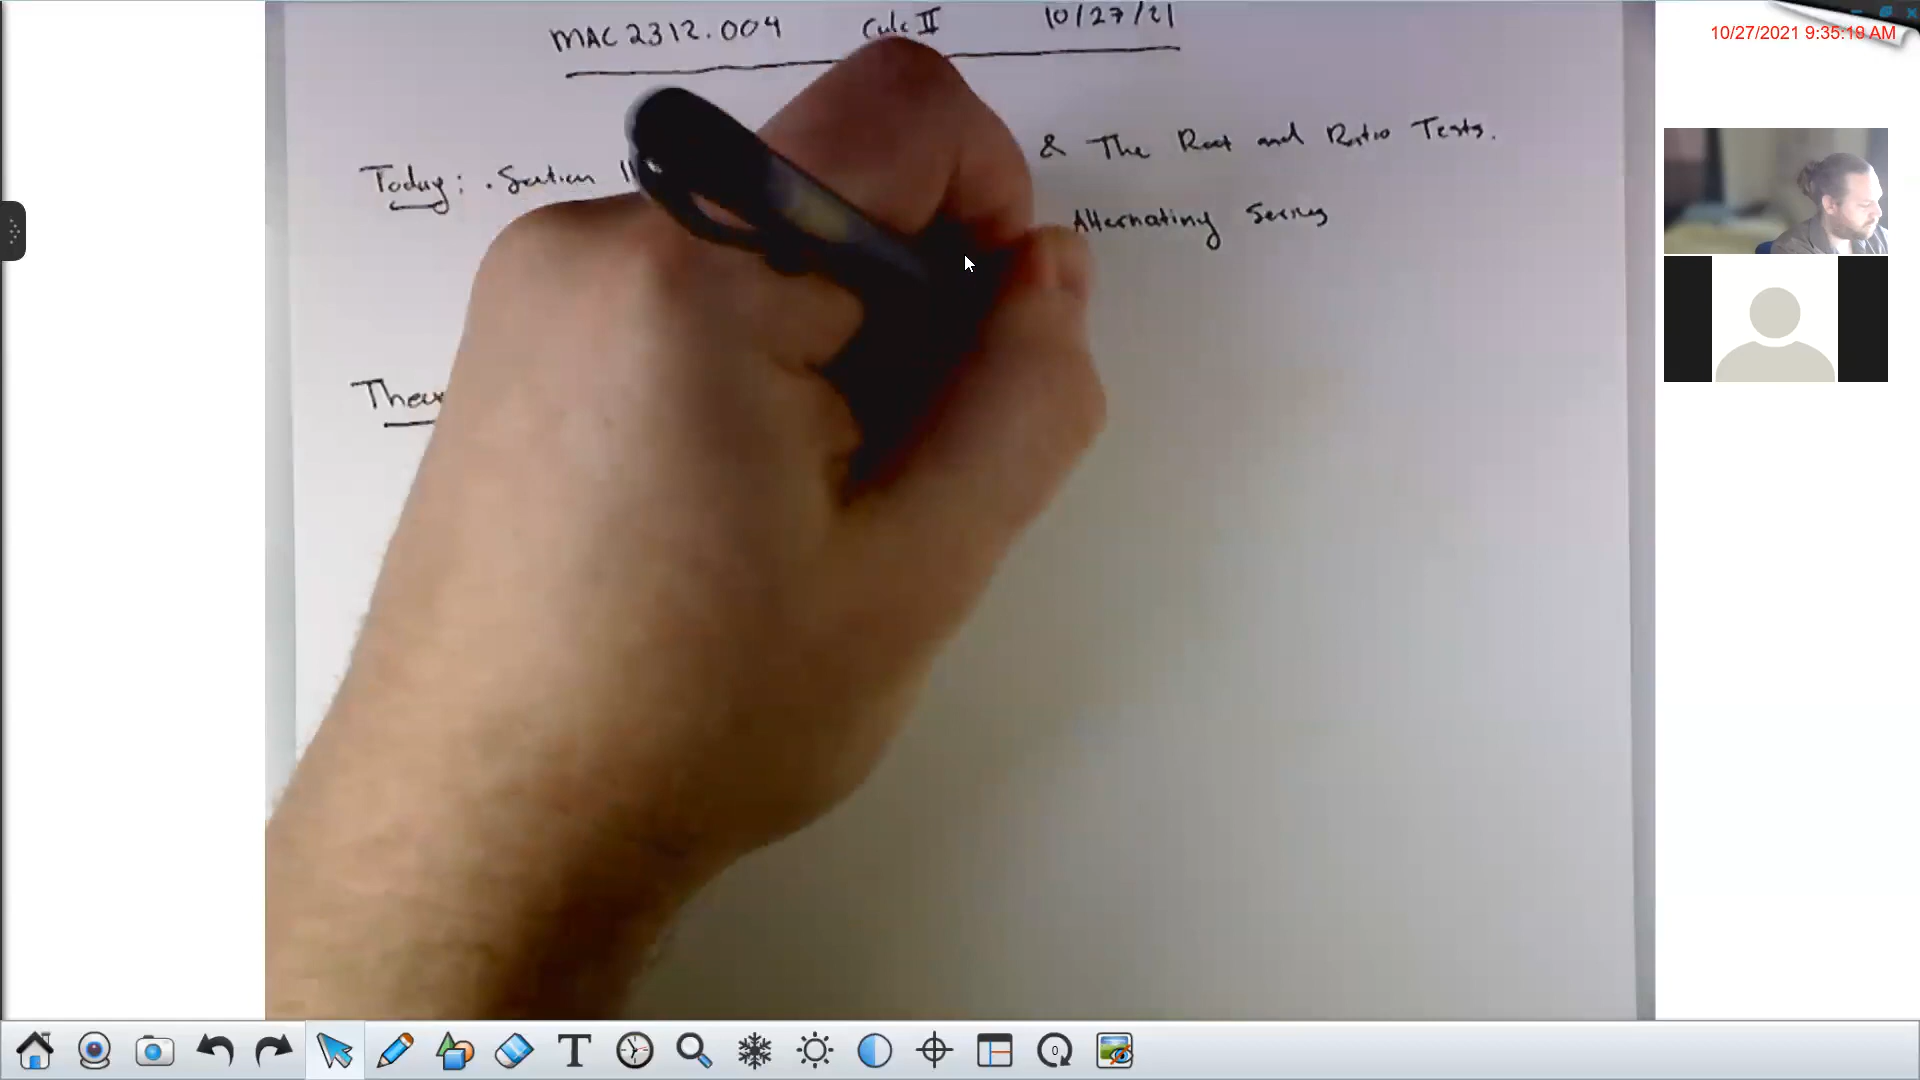 10/27/2021 9:35:19 AM
MAC 2312.004 Calc II 10/27/21
Today: . Section & The Root and Ratio Tests.
Alternating Series
T
0